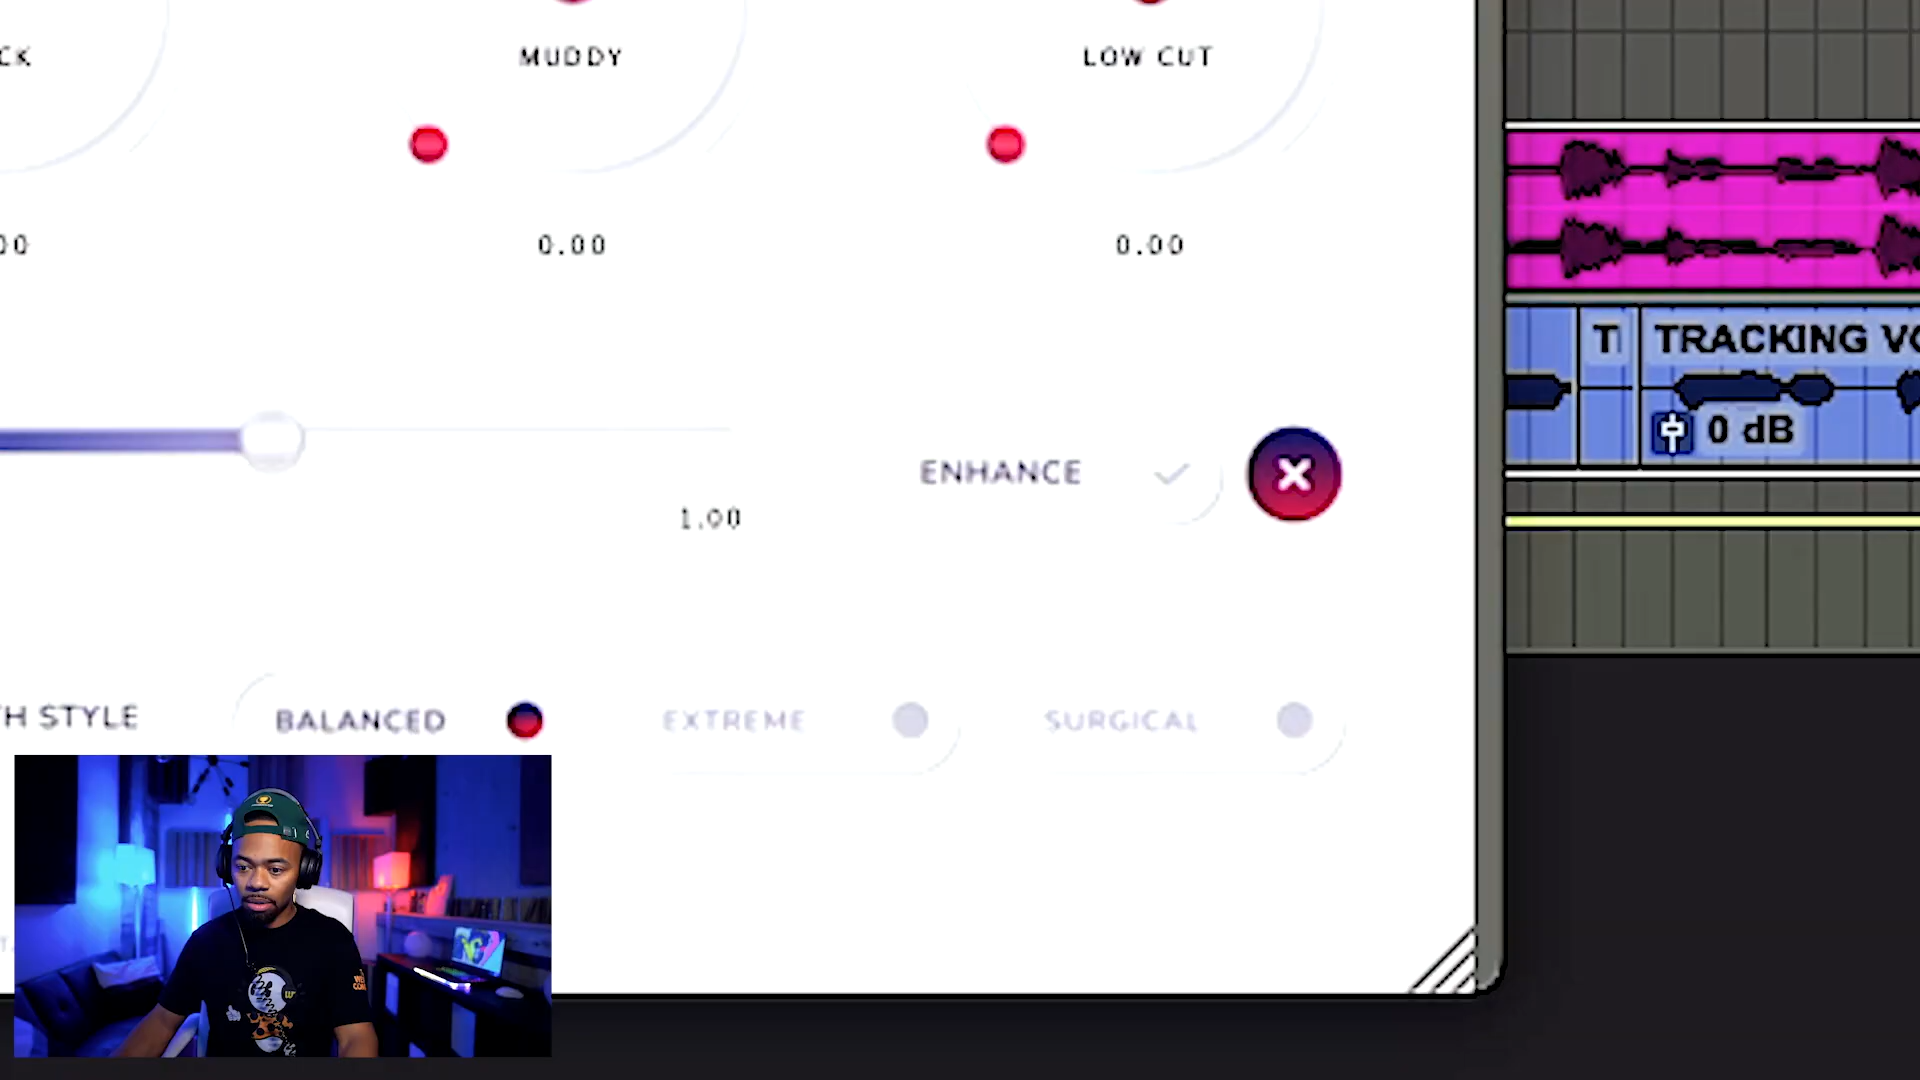 CK
MUDDY
LOW CUT
00
0.00
0.00
T
TRACKING VO
0 dB
ENHANCE
1.00
H STYLE
BALANCED
EXTREME
SURGICAL